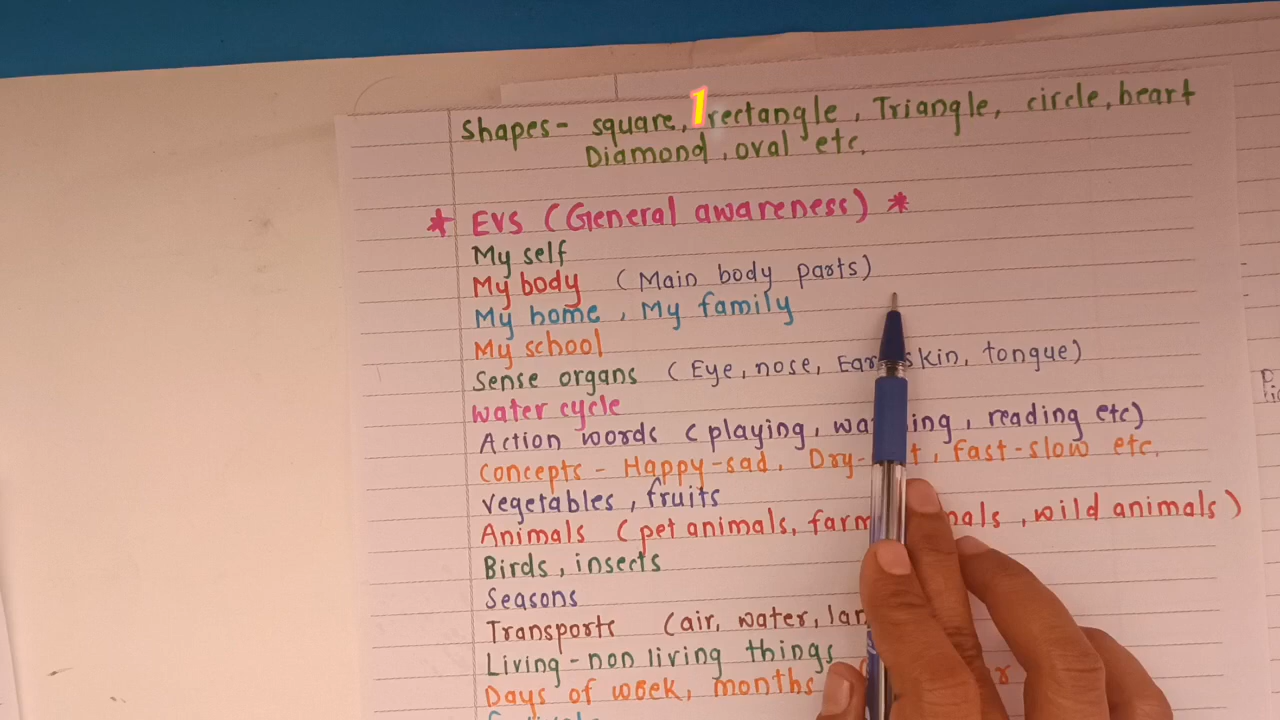 Shapes- square, rectangle, Triangle, circle, heart
Diamond, oval etc.
1
* EVS (General awareness) *
My self
My body (Main body parts)
My home, My family
My school
Sense organs (Eye, nose, Ear, skin, tongue)
water cycle
Action words (playing, reading etc)
Concepts - Happy-sad, Dry- , fast-slow etc.
Vegetables, fruits
Animals (pet animals, farm , wild animals)
Birds, insects
Seasons
Transports (air, water,
Living-non living things
Days of week, months